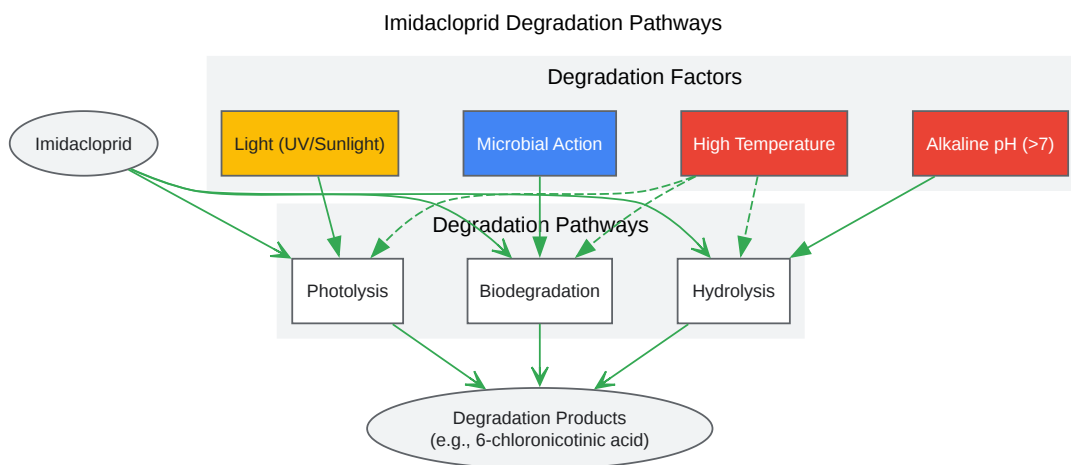 Imidacloprid Degradation Pathways
Degradation Factors
Imidacloprid
Light (UV/Sunlight)
Microbial Action
High Temperature
Alkaline pH (>7)
Degradation Pathways
Photolysis
Biodegradation
Hydrolysis
Degradation Products
(e.g., 6-chloronicotinic acid)